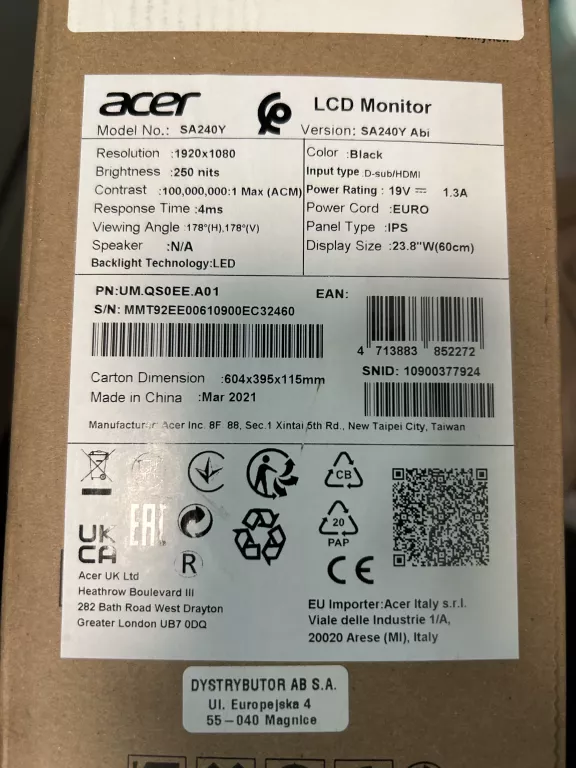 acer
LCD Monitor
Model No.: SA240Y
Version: SA240Y Abi
Resolution :1920x1080
Brightness :250 nits
Contrast :100,000,000:1 Max (ACM)
Response Time :4ms
Viewing Angle :178°(H),178°(V)
Speaker :N/A
Backlight Technology:LED
Color :Black
Input type :D-sub/HDMI
Power Rating : 19V ⎓ 1.3A
Power Cord :EURO
Panel Type :IPS
Display Size :23.8"W(60cm)
PN:UM.QS0EE.A01
S/N: MMT92EE00610900EC32460
EAN:
4 713883 852272
SNID: 10900377924
Carton Dimension :604x395x115mm
Made in China :Mar 2021
Manufacturer Acer Inc. 8F 88, Sec.1 Xintai 5th Rd., New Taipei City, Taiwan
CB
EAC
20
PAP
UK
CA
R
CE
Acer UK Ltd
Heathrow Boulevard III
282 Bath Road West Drayton
Greater London UB7 0DQ
EU Importer:Acer Italy s.r.l.
Viale delle Industrie 1/A,
20020 Arese (MI), Italy
DYSTRYBUTOR AB S.A.
Ul. Europejska 4
55-040 Magnice